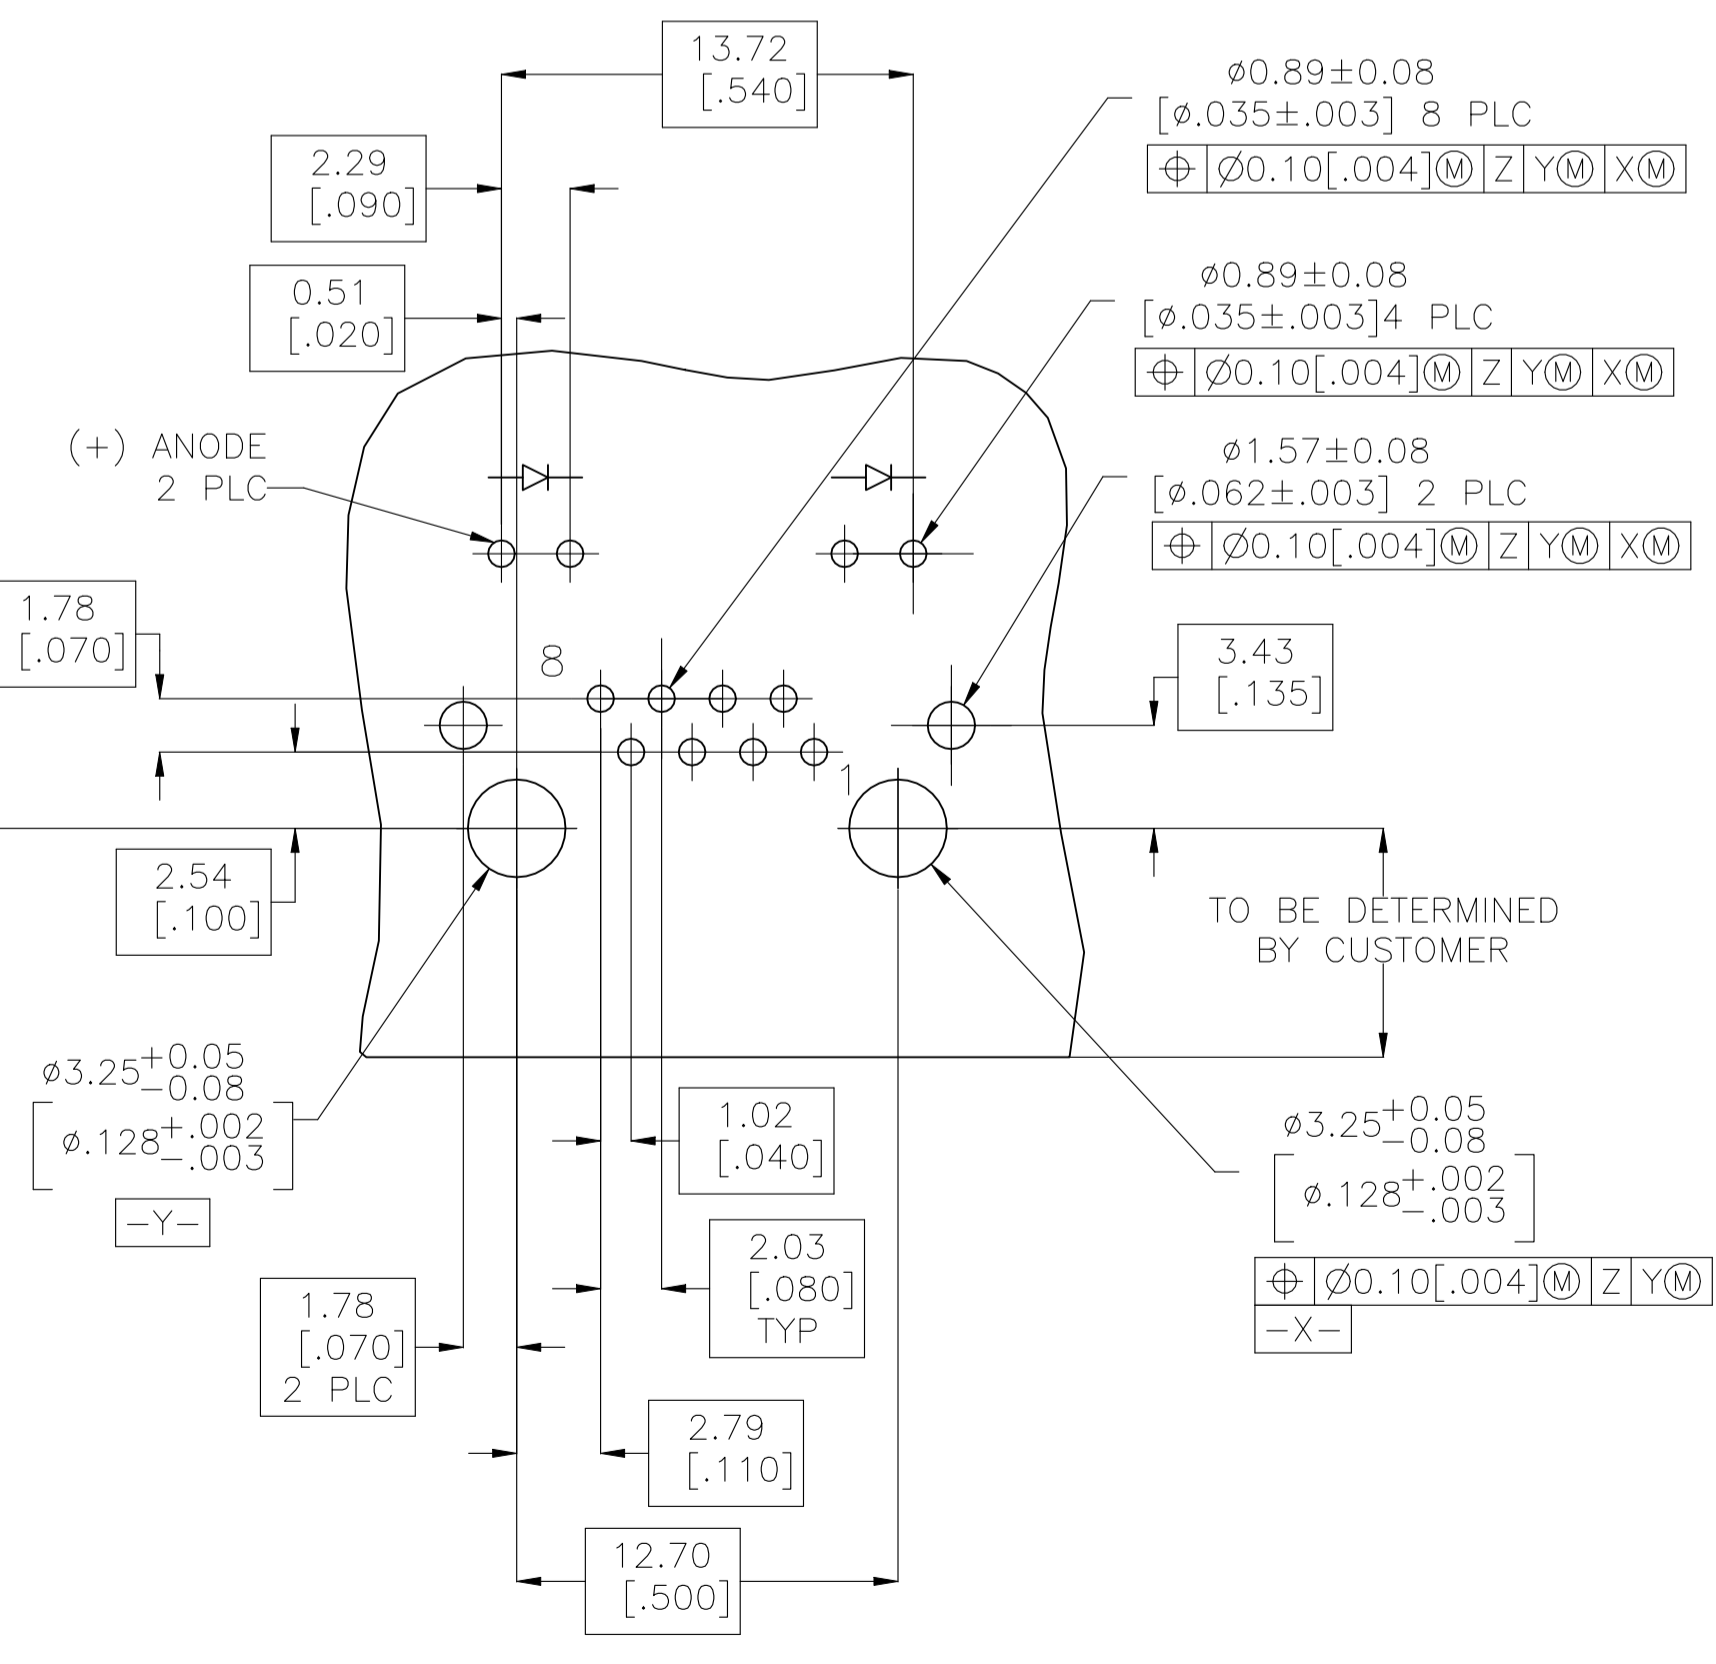 13.72
[.540]
ø0.89±0.08
[ø.035±.003] 8 PLC
⌖ Ø0.10[.004]Ⓜ Z YⓂ XⓂ
2.29
[.090]
0.51
[.020]
ø0.89±0.08
[ø.035±.003]4 PLC
⌖ Ø0.10[.004]Ⓜ Z YⓂ XⓂ
(+) ANODE
2 PLC
ø1.57±0.08
[ø.062±.003] 2 PLC
⌖ Ø0.10[.004]Ⓜ Z YⓂ XⓂ
1.78
[.070]
8
3.43
[.135]
1
2.54
[.100]
TO BE DETERMINED
BY CUSTOMER
ø3.25+0.05
−0.08
[ø.128+.002
−.003]
-Y-
1.02
[.040]
ø3.25+0.05
−0.08
[ø.128+.002
−.003]
⌖ Ø0.10[.004]Ⓜ Z YⓂ
-X-
2.03
[.080]
TYP
1.78
[.070]
2 PLC
2.79
[.110]
12.70
[.500]